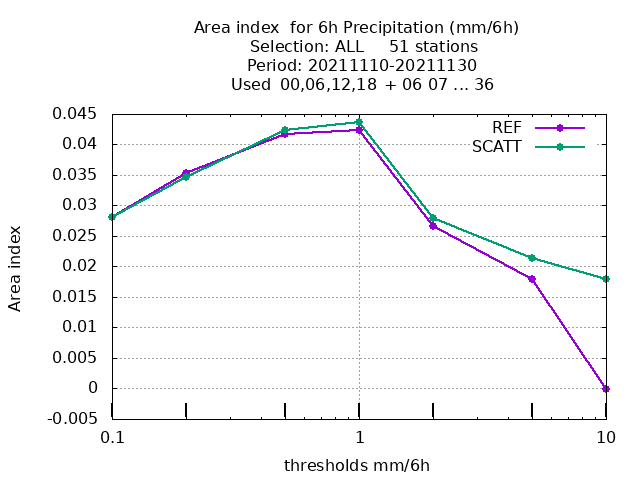 Area index  for 6h Precipitation (mm/6h)
Selection: ALL     51 stations
Period: 20211110-20211130
Used  00,06,12,18  + 06 07 ... 36
REF
SCATT
0.045
0.04
0.035
0.03
0.025
0.02
0.015
0.01
0.005
0
-0.005
Area index
0.1
1
10
thresholds mm/6h